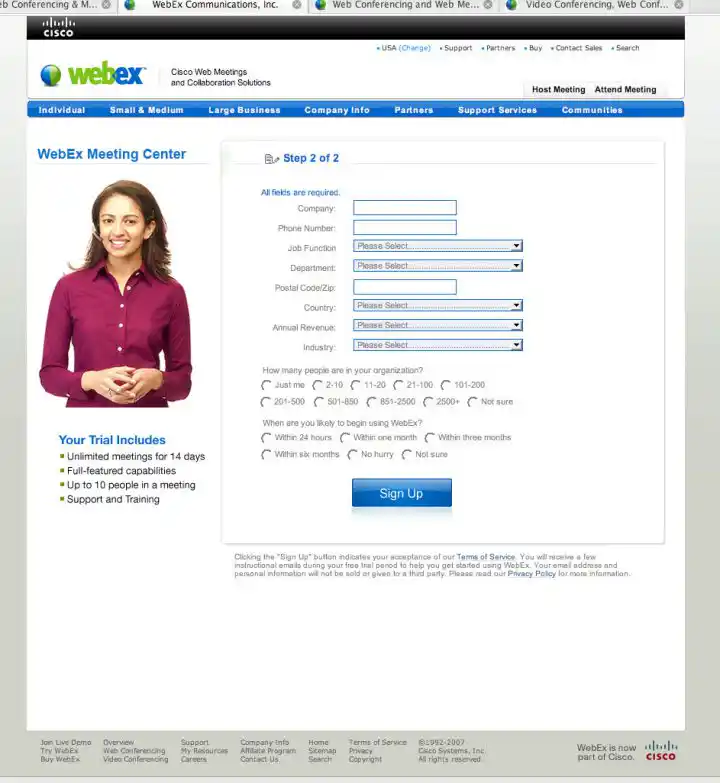 eb Conferencing & M...
WebEx Communications, Inc.
Web Conferencing and Web Me...
Video Conferencing, Web Conf...
CISCO
USA (Change) Support Partners Buy Contact Sales Search
webex
Cisco Web Meetings
and Collaboration Solutions
Host Meeting Attend Meeting
Individual Small & Medium Large Business Company Info Partners Support Services Communities
WebEx Meeting Center
Your Trial Includes
Unlimited meetings for 14 days
Full-featured capabilities
Up to 10 people in a meeting
Support and Training
Step 2 of 2
All fields are required.
Company:
Phone Number:
Job Function Please Select
Department: Please Select
Postal Code/Zip:
Country: Please Select
Annual Revenue: Please Select
Industry: Please Select
How many people are in your organization?
Just me 2-10 11-20 21-100 101-200
201-500 501-850 851-2500 2500+ Not sure
When are you likely to begin using WebEx?
Within 24 hours Within one month Within three months
Within six months No hurry Not sure
Sign Up
Clicking the "Sign Up" button indicates your acceptance of our Terms of Service. You will receive a few
instructional emails during your free trial period to help you get started using WebEx. Your email address and
personal information will not be sold or given to a third party. Please read our Privacy Policy for more information.
Join Live Demo Overview Support Company Info Home Terms of Service ©1992-2007
Try WebEx Web Conferencing My Resources Affiliate Program Sitemap Privacy Cisco Systems, Inc.
Buy WebEx Video Conferencing Careers Contact Us Search Copyright All rights reserved.
WebEx is now
part of Cisco.
CISCO